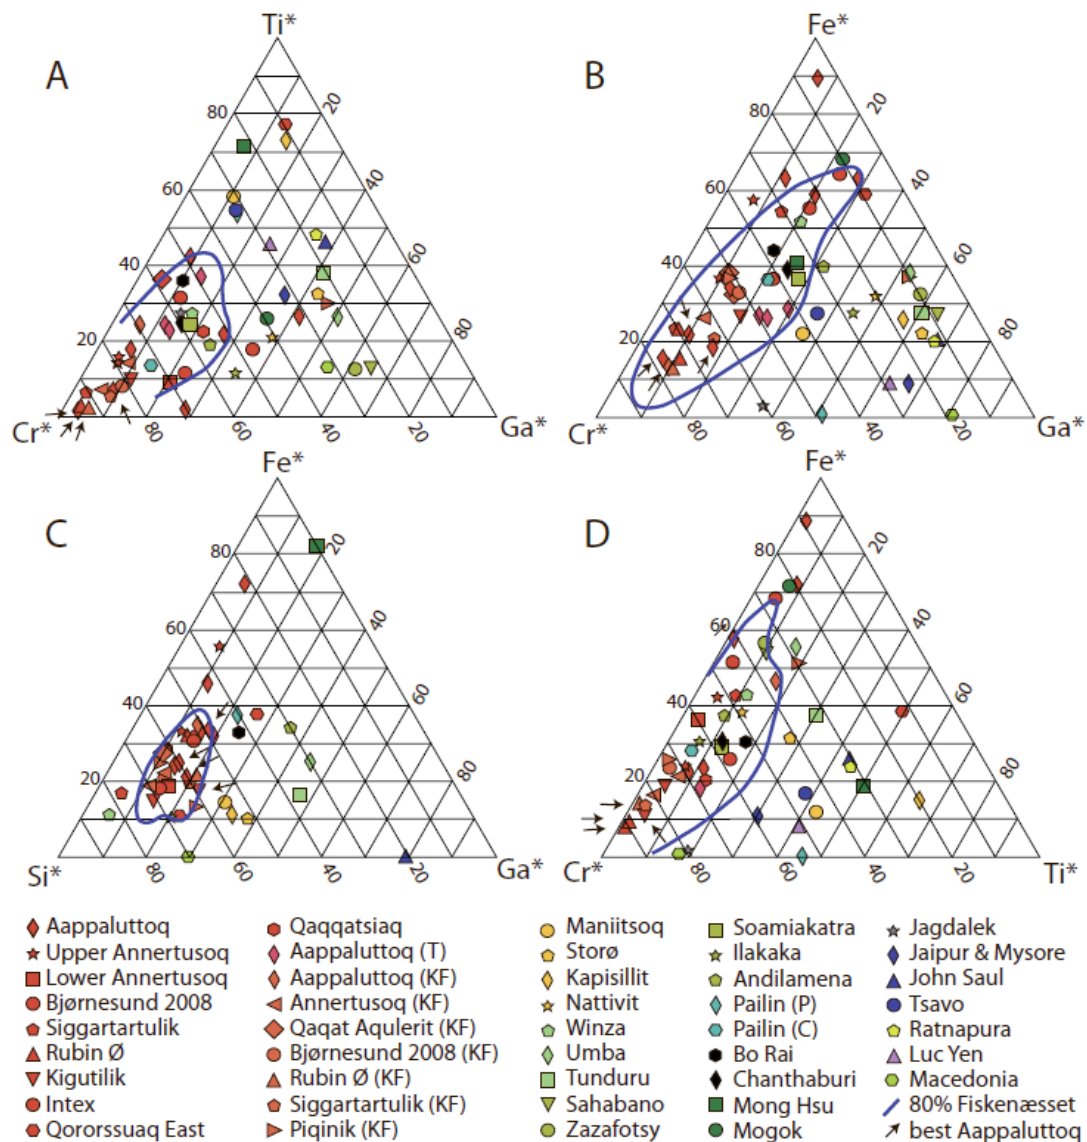 Ti*
Fe*
A
B
80
20
80
20
60
40
60
40
40
60
40
60
20
80
20
80
Cr*
80
60
40
20
Ga*
Cr*
80
60
40
20
Ga*
Fe*
Fe*
C
D
80
20
80
20
60
40
60
40
40
60
40
60
20
80
20
80
Si*
80
60
40
20
Ga*
Cr*
80
60
40
20
Ti*
Aappaluttoq
Upper Annertusoq
Lower Annertusoq
Bjørnesund 2008
Siggartartulik
Rubin Ø
Kigutilik
Intex
Qororssuaq East
Qaqqatsiaq
Aappaluttoq (T)
Aappaluttoq (KF)
Annertusoq (KF)
Qaqat Aqulerit (KF)
Bjørnesund 2008 (KF)
Rubin Ø (KF)
Siggartartulik (KF)
Piqinik (KF)
Maniitsoq
Storø
Kapisillit
Nattivit
Winza
Umba
Tunduru
Sahabano
Zazafotsy
Soamiakatra
Ilakaka
Andilamena
Pailin (P)
Pailin (C)
Bo Rai
Chanthaburi
Mong Hsu
Mogok
Jagdalek
Jaipur & Mysore
John Saul
Tsavo
Ratnapura
Luc Yen
Macedonia
80% Fiskenæsset
best Aappaluttoq